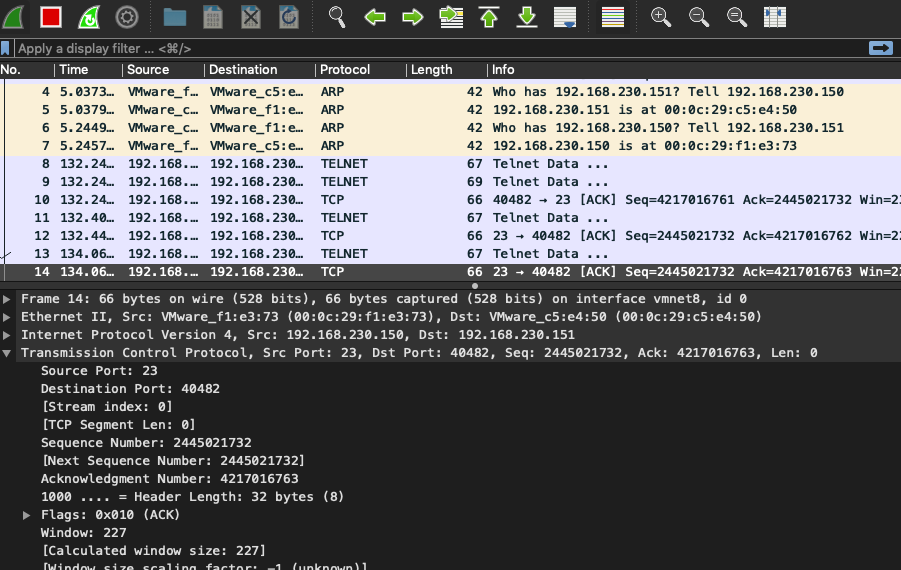 Apply a display filter ... <⌘/>
No. Time Source Destination Protocol Length Info
4 5.0373... VMware_f... VMware_c5:e... ARP 42 Who has 192.168.230.151? Tell 192.168.230.150
5 5.0379... VMware_c... VMware_f1:e... ARP 42 192.168.230.151 is at 00:0c:29:c5:e4:50
6 5.2449... VMware_c... VMware_f1:e... ARP 42 Who has 192.168.230.150? Tell 192.168.230.151
7 5.2457... VMware_f... VMware_c5:e... ARP 42 192.168.230.150 is at 00:0c:29:f1:e3:73
8 132.24... 192.168.... 192.168.230... TELNET 67 Telnet Data ...
9 132.24... 192.168.... 192.168.230... TELNET 69 Telnet Data ...
10 132.24... 192.168.... 192.168.230... TCP 66 40482 → 23 [ACK] Seq=4217016761 Ack=2445021732 Win=2
11 132.40... 192.168.... 192.168.230... TELNET 67 Telnet Data ...
12 132.44... 192.168.... 192.168.230... TCP 66 23 → 40482 [ACK] Seq=2445021732 Ack=4217016762 Win=2
13 134.06... 192.168.... 192.168.230... TELNET 67 Telnet Data ...
14 134.06... 192.168.... 192.168.230... TCP 66 23 → 40482 [ACK] Seq=2445021732 Ack=4217016763 Win=2
Frame 14: 66 bytes on wire (528 bits), 66 bytes captured (528 bits) on interface vmnet8, id 0
Ethernet II, Src: VMware_f1:e3:73 (00:0c:29:f1:e3:73), Dst: VMware_c5:e4:50 (00:0c:29:c5:e4:50)
Internet Protocol Version 4, Src: 192.168.230.150, Dst: 192.168.230.151
Transmission Control Protocol, Src Port: 23, Dst Port: 40482, Seq: 2445021732, Ack: 4217016763, Len: 0
Source Port: 23
Destination Port: 40482
[Stream index: 0]
[TCP Segment Len: 0]
Sequence Number: 2445021732
[Next Sequence Number: 2445021732]
Acknowledgment Number: 4217016763
1000 .... = Header Length: 32 bytes (8)
Flags: 0x010 (ACK)
Window: 227
[Calculated window size: 227]
[Window size scaling factor: -1 (unknown)]